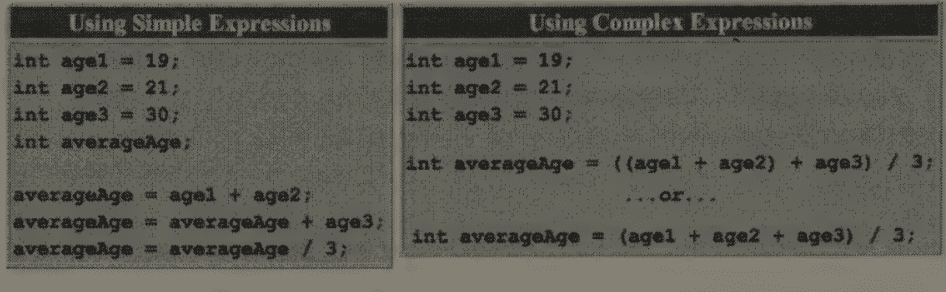 Using Simple Expressions
int age1 = 19;
int age2 = 21;
int age3 = 30;
int averageAge;
averageAge = age1 + age2;
averageAge = averageAge + age3;
averageAge = averageAge / 3;
Using Complex Expressions
int age1 = 19;
int age2 = 21;
int age3 = 30;
int averageAge = ((age1 + age2) + age3) / 3;
...or...
int averageAge = (age1 + age2 + age3) / 3;